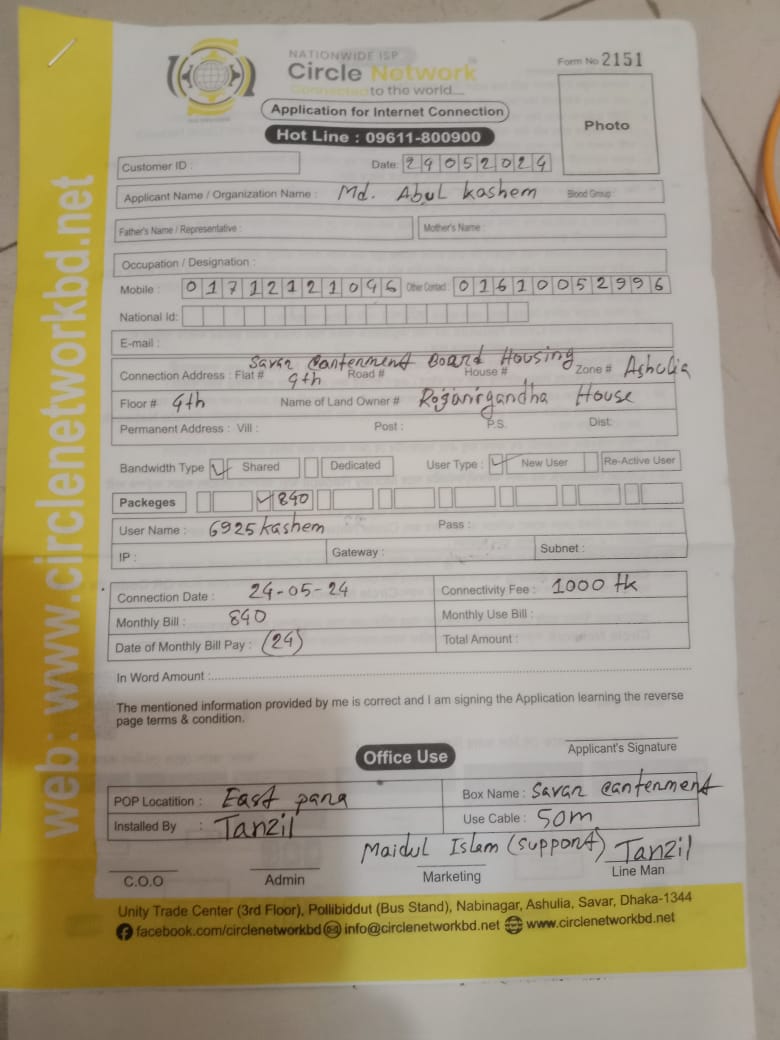 NATIONWIDE ISP
Circle Network
Connected to the world....
Form No 2151
Application for Internet Connection
Hot Line : 09611-800900
Photo
Customer ID :
Date: 24052024
Applicant Name / Organization Name : Md. Abul Kashem Blood Group :
Father's Name / Representative : Mother's Name :
Occupation / Designation :
Mobile : 01712121046 Other Contact : 01610052996
National Id:
E-mail :
Savar Canterment Board Housing
Connection Address : Flat # 9th Road # House # Zone # Ashulia
Floor # 9th Name of Land Owner # Rojanigandha House
Permanent Address : Vill : Post : P.S. Dist:
Bandwidth Type ✓ Shared Dedicated User Type : ✓ New User Re-Active User
Packeges ✓ 840
User Name : 6925kashem Pass :
IP : Gateway : Subnet :
Connection Date : 24-05-24 Connectivity Fee : 1000 tk
Monthly Bill : 840 Monthly Use Bill :
Date of Monthly Bill Pay : (24) Total Amount :
In Word Amount :
The mentioned information provided by me is correct and I am signing the Application learning the reverse
page terms & condition.
Applicant's Signature
Office Use
POP Locatition : East para Box Name : Savar canterment
Installed By : Tanzil Use Cable : 50m
Maidul Islam (support) Tanzil
C.O.O Admin Marketing Line Man
Unity Trade Center (3rd Floor), Pollibiddut (Bus Stand), Nabinagar, Ashulia, Savar, Dhaka-1344
facebook.com/circlenetworkbd info@circlenetworkbd.net www.circlenetworkbd.net
web: www.circlenetworkbd.net